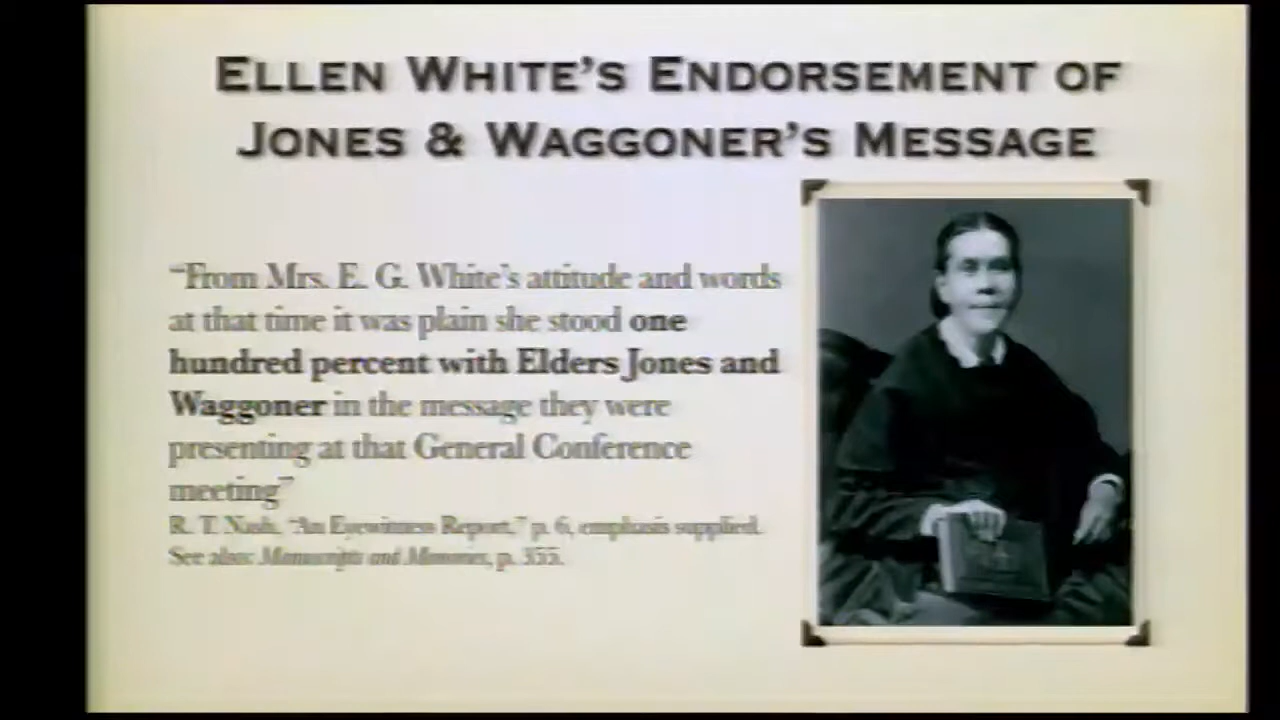 ELLEN WHITE'S ENDORSEMENT OF
JONES & WAGGONER'S MESSAGE
“From Mrs. E. G. White's attitude and words
at that time it was plain she stood one
hundred percent with Elders Jones and
Waggoner in the message they were
presenting at that General Conference
meeting”
R. T. Nash, “An Eyewitness Report,” p. 6, emphasis supplied.
See also: Manuscripts and Memories, p. 355.